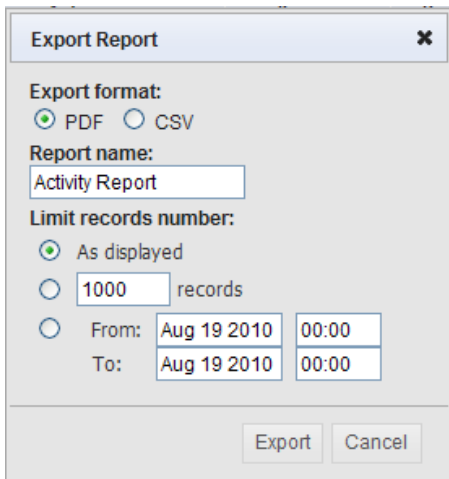 Export Report
Export format:
PDF CSV
Report name:
Activity Report
Limit records number:
As displayed
1000 records
From: Aug 19 2010 00:00
To: Aug 19 2010 00:00
Export Cancel